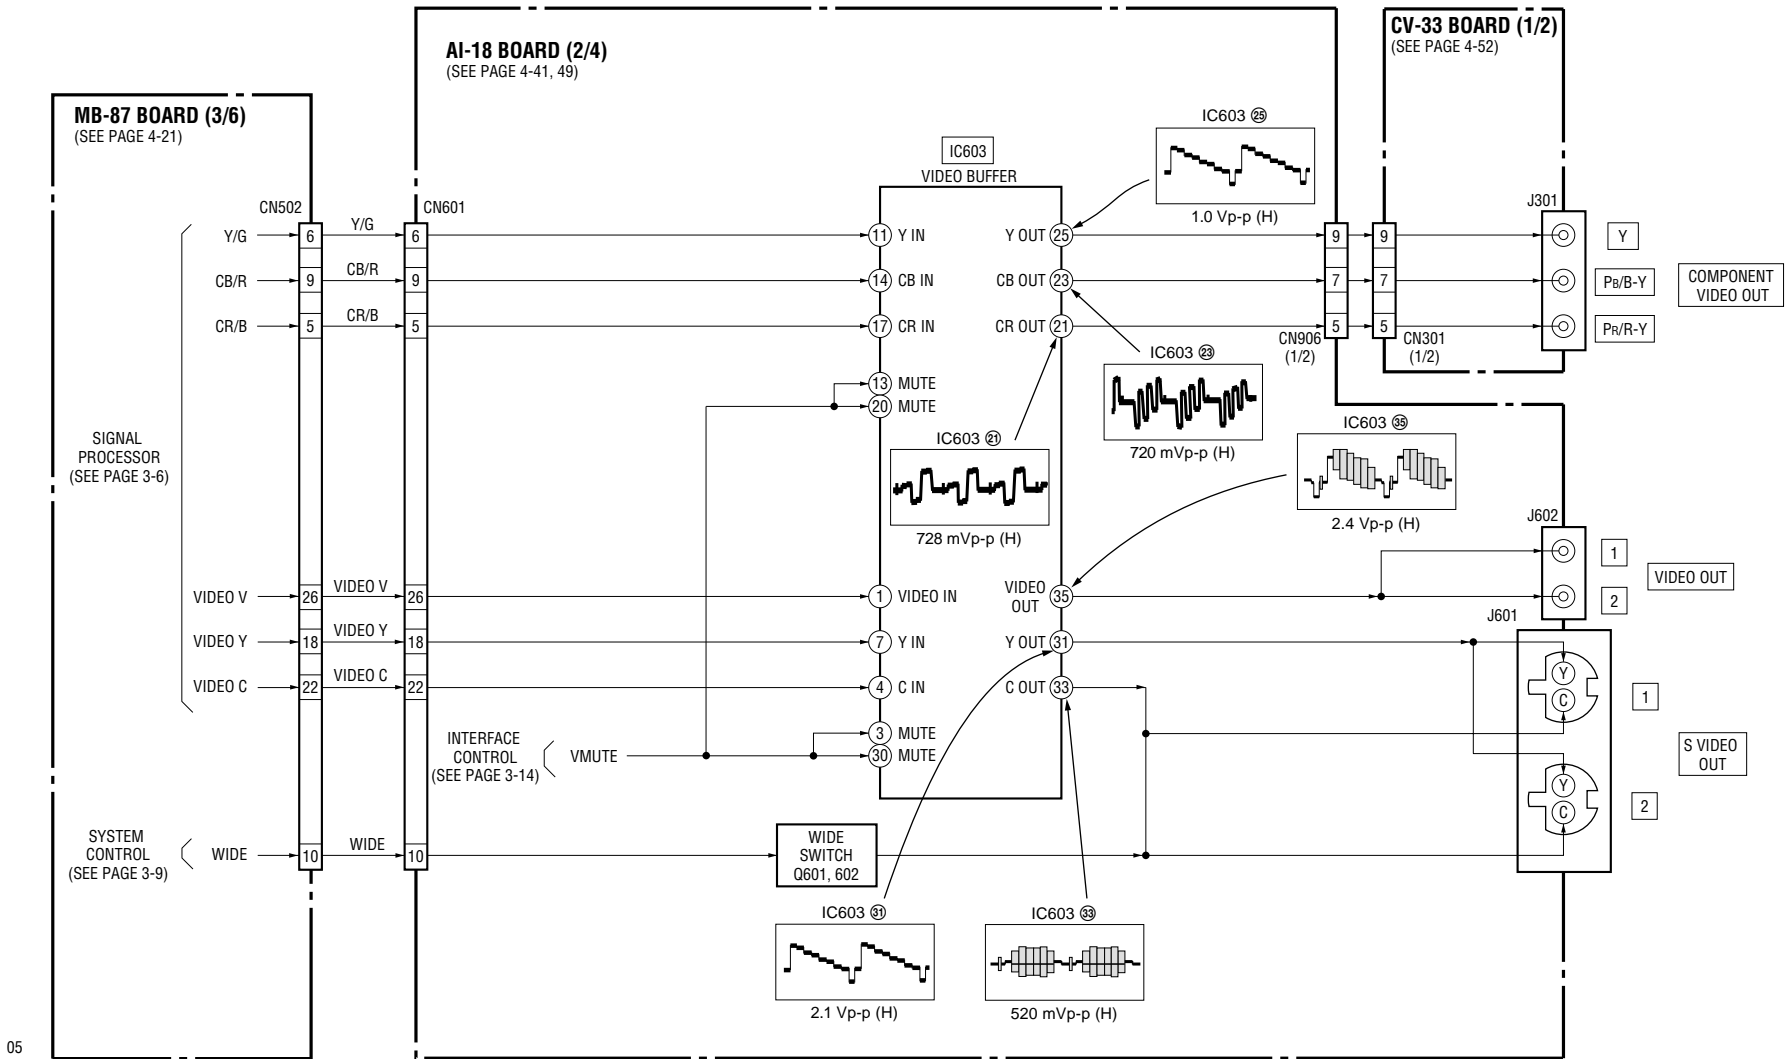 CV-33 BOARD (1/2)
(SEE PAGE 4-52)
AI-18 BOARD (2/4)
(SEE PAGE 4-41, 49)
MB-87 BOARD (3/6)
(SEE PAGE 4-21)
IC603 ㉕
1.0 Vp-p (H)
IC603
VIDEO BUFFER
CN502
CN601
J301
Y/G 6 Y/G 6 11 Y IN Y OUT 25 9 9 Y
CB/R 9 CB/R 9 14 CB IN CB OUT 23 7 7 PB/B-Y
COMPONENT
VIDEO OUT
CR/B 5 CR/B 5 17 CR IN CR OUT 21 5 5 PR/R-Y
CN906
(1/2)
CN301
(1/2)
IC603 ㉓
720 mVp-p (H)
13 MUTE
20 MUTE
IC603 ㉑
728 mVp-p (H)
IC603 ㉟
2.4 Vp-p (H)
SIGNAL
PROCESSOR
(SEE PAGE 3-6)
J602
1
VIDEO OUT
2
VIDEO V 26 VIDEO V 26 1 VIDEO IN VIDEO
OUT 35
J601
VIDEO Y 18 VIDEO Y 18 7 Y IN Y OUT 31
VIDEO C 22 VIDEO C 22 4 C IN C OUT 33
Y
C
1
3 MUTE
30 MUTE
INTERFACE
CONTROL
(SEE PAGE 3-14)
VMUTE
S VIDEO
OUT
Y
C
2
SYSTEM
CONTROL
(SEE PAGE 3-9)
WIDE 10 WIDE 10
WIDE
SWITCH
Q601, 602
IC603 ㉛
2.1 Vp-p (H)
IC603 ㉝
520 mVp-p (H)
05